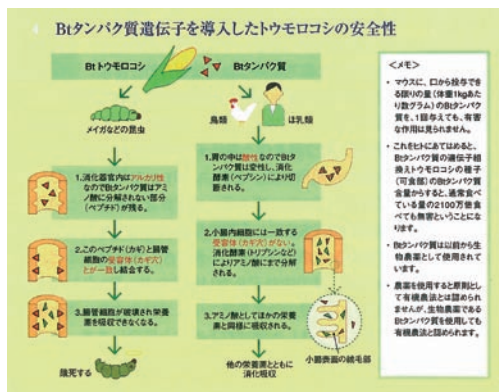 4 Btタンパク質遺伝子を導入したトウモロコシの安全性
Bt トウモロコシ
Btタンパク質
メイガなどの昆虫
鳥類
ほ乳類
1.消化器官内はアルカリ性
なのでBtタンパク質はアミ
ノ酸に分解されない部分
(ペプチド)が残る。
2.このペプチド(カギ)と腸管
細胞の受容体(カギ穴)
とが一致し結合する。
3.腸管細胞が破壊され栄養
素を吸収できなくなる。
餓死する
1.胃の中は酸性なのでBtタ
ンパク質は変性し、消化
酵素(ペプシン)により切
断される。
2.小腸内細胞には一致する
受容体(カギ穴)がない。
消化酵素(トリプシンなど)
によりアミノ酸にまで分解
される。
3.アミノ酸としてほかの栄養
素と同様に吸収される。
他の栄養素とともに
消化吸収
小腸表面の絨毛部
<メモ>
・ マウスに、口から投与でき
る限りの量(体重1kgあた
り数グラム)のBtタンパク
質を、1回与えても、有害
な作用は見られません。
・ これをヒトにあてはめると、
Btタンパク質の遺伝子組
換えトウモロコシの種子
(可食部)のBtタンパク質
含量からすると、通常食べ
ている量の2100万倍食
べても無害ということにな
ります。
・ Btタンパク質は以前から生
物農薬として使用されて
います。
・ 農薬を使用すると原則とし
て有機農法とは認められ
ませんが、生物農薬である
Btタンパク質を使用しても
有機農法と認められます。